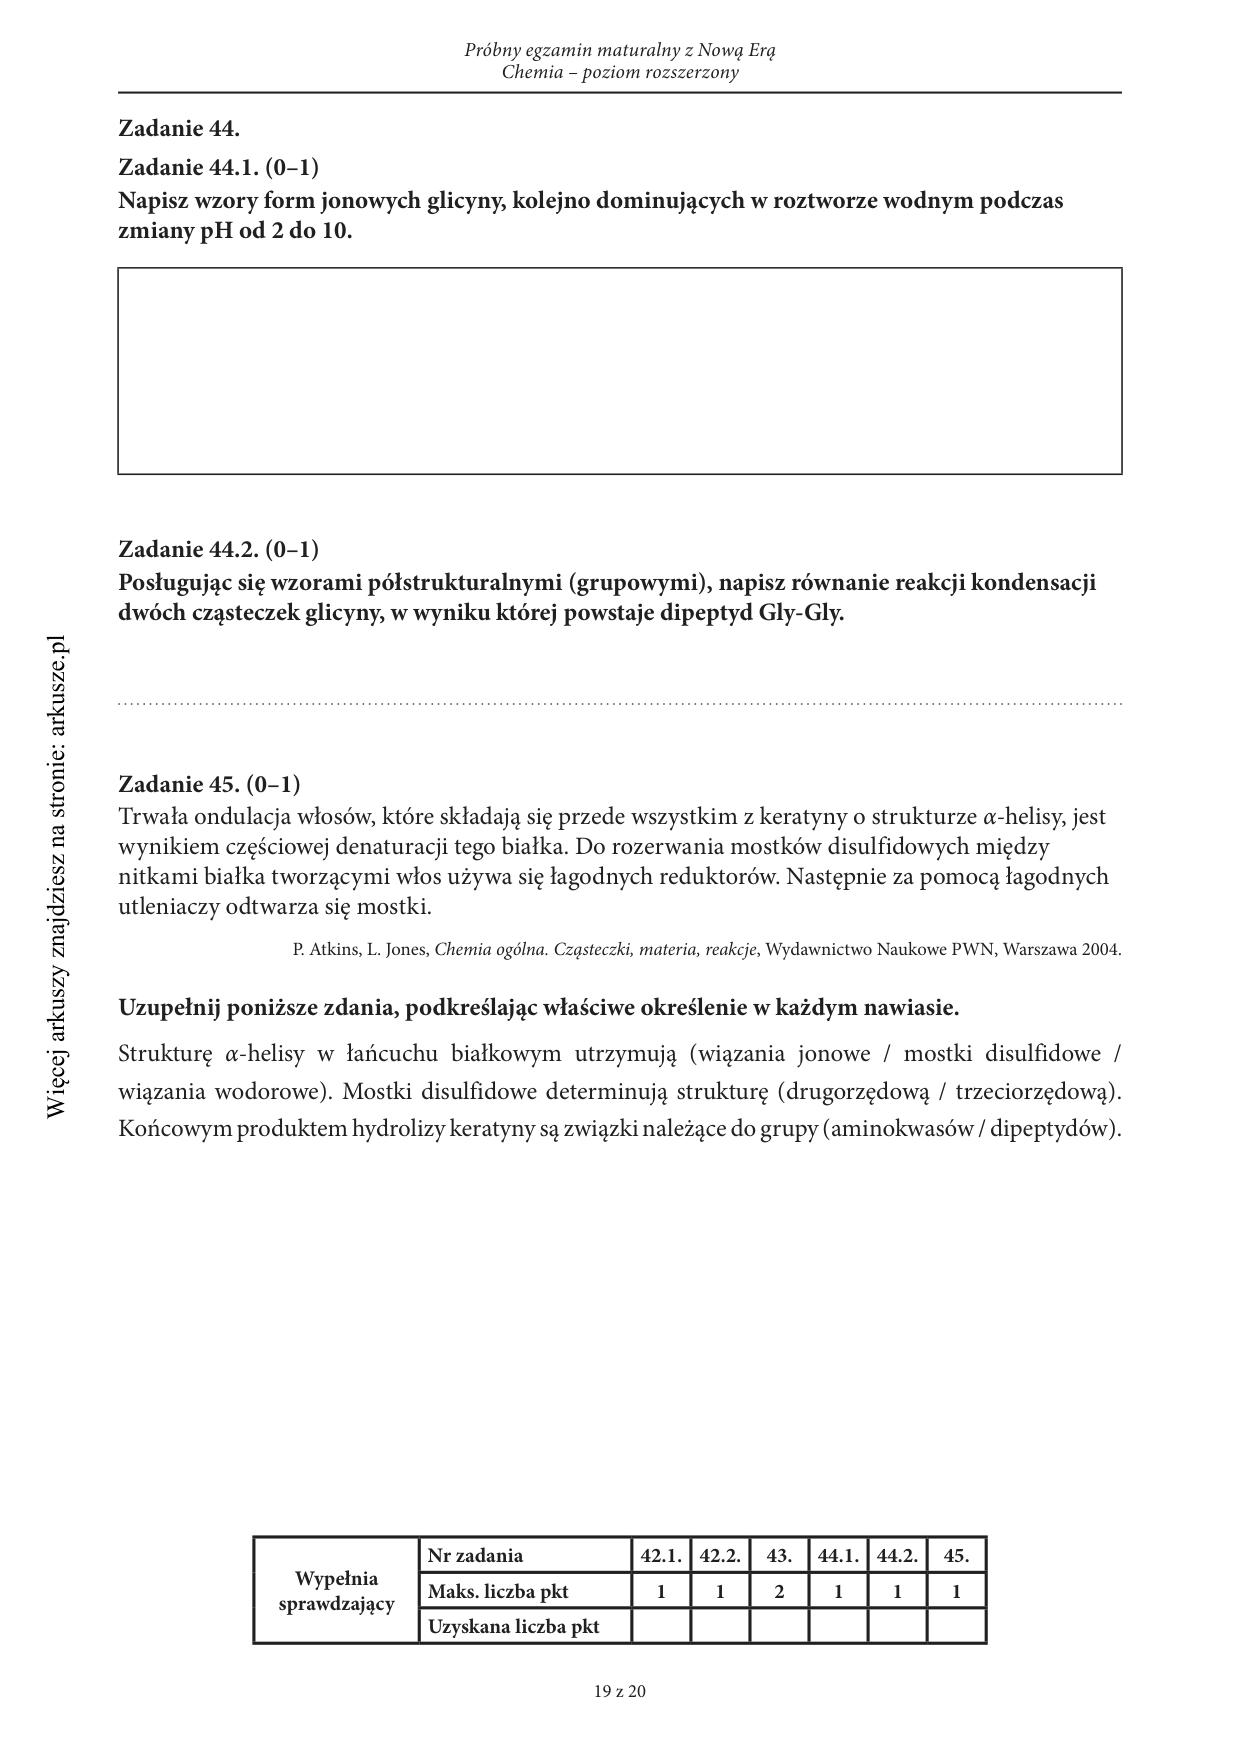 Próbny egzamin maturalny z Nową Erą
Chemia – poziom rozszerzony
Zadanie 44.
Zadanie 44.1. (0–1)
Napisz wzory form jonowych glicyny, kolejno dominujących w roztworze wodnym podczas
zmiany pH od 2 do 10.
Zadanie 44.2. (0–1)
Posługując się wzorami półstrukturalnymi (grupowymi), napisz równanie reakcji kondensacji
dwóch cząsteczek glicyny, w wyniku której powstaje dipeptyd Gly-Gly.
Zadanie 45. (0–1)
Trwała ondulacja włosów, które składają się przede wszystkim z keratyny o strukturze α-helisy, jest
wynikiem częściowej denaturacji tego białka. Do rozerwania mostków disulfidowych między
nitkami białka tworzącymi włos używa się łagodnych reduktorów. Następnie za pomocą łagodnych
utleniaczy odtwarza się mostki.
P. Atkins, L. Jones, Chemia ogólna. Cząsteczki, materia, reakcje, Wydawnictwo Naukowe PWN, Warszawa 2004.
Uzupełnij poniższe zdania, podkreślając właściwe określenie w każdym nawiasie.
Strukturę α-helisy w łańcuchu białkowym utrzymują (wiązania jonowe / mostki disulfidowe /
wiązania wodorowe). Mostki disulfidowe determinują strukturę (drugorzędową / trzeciorzędową).
Końcowym produktem hydrolizy keratyny są związki należące do grupy (aminokwasów / dipeptydów).
Wypełnia
sprawdzający
Nr zadania 42.1. 42.2. 43. 44.1. 44.2. 45.
Maks. liczba pkt 1 1 2 1 1 1
Uzyskana liczba pkt
19 z 20
Więcej arkuszy znajdziesz na stronie: arkusze.pl